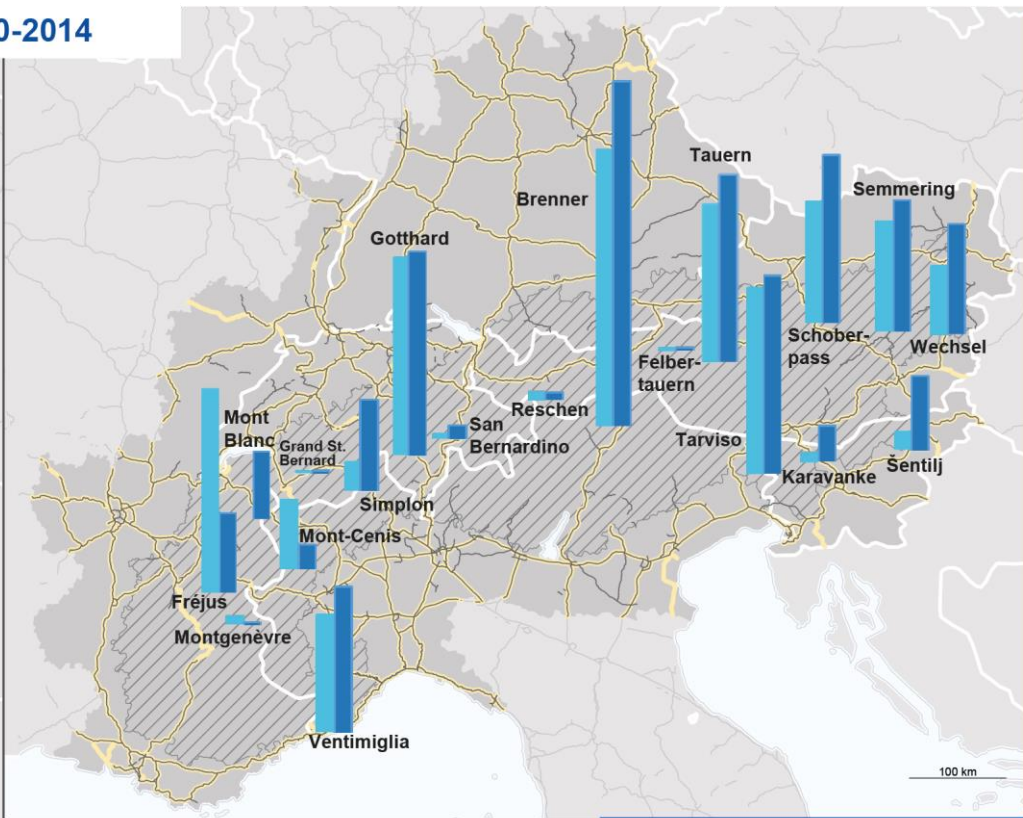 0-2014
Tauern
Brenner
Semmering
Gotthard
Schober-
pass
Wechsel
Felber-
tauern
Reschen
Mont
Blanc
San
Bernardino
Grand St.
Bernard
Tarviso
Šentilj
Karavanke
Simplon
Mont-Cenis
Fréjus
Montgenèvre
Ventimiglia
100 km